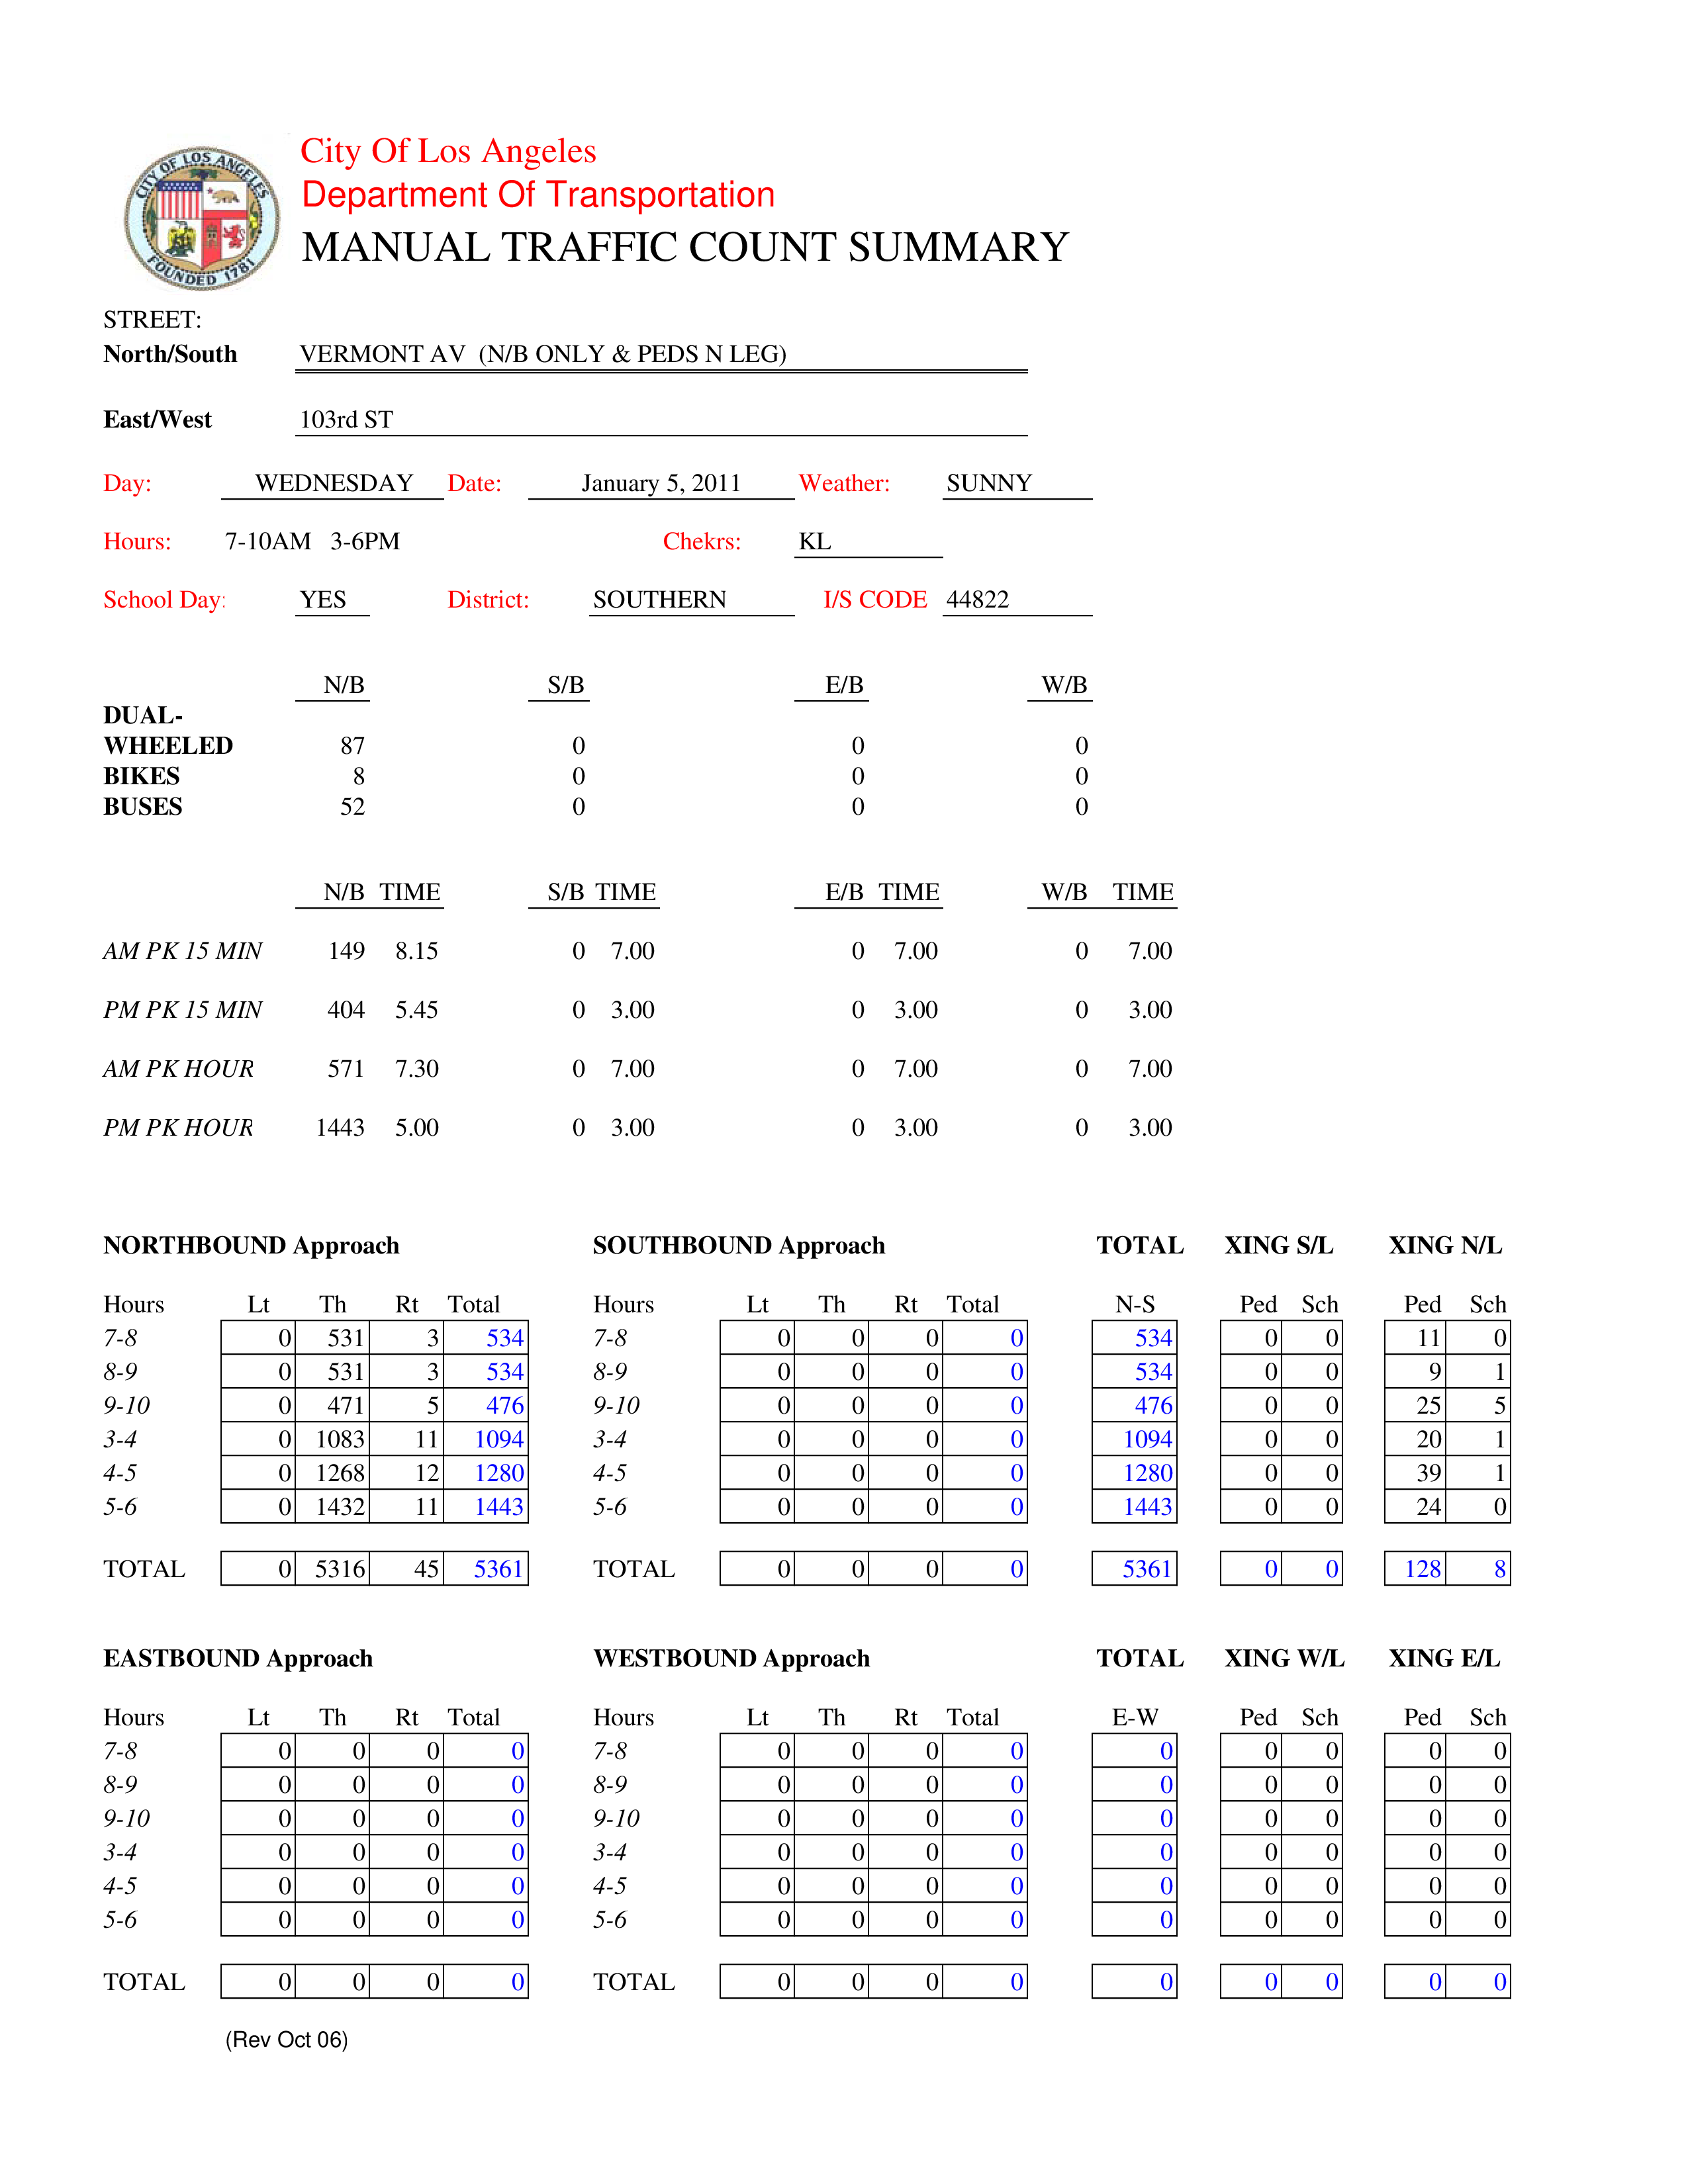 CITY OF LOS ANGELES
FOUNDED 1781
City Of Los Angeles
Department Of Transportation
MANUAL TRAFFIC COUNT SUMMARY
STREET:
North/South VERMONT AV (N/B ONLY & PEDS N LEG)
East/West 103rd ST
Day: WEDNESDAY Date: January 5, 2011 Weather: SUNNY
Hours: 7-10AM 3-6PM Chekrs: KL
School Day: YES District: SOUTHERN I/S CODE 44822
N/B S/B E/B W/B
DUAL-
WHEELED 87 0 0 0
BIKES 8 0 0 0
BUSES 52 0 0 0
N/B TIME S/B TIME E/B TIME W/B TIME
AM PK 15 MIN 149 8.15 0 7.00 0 7.00 0 7.00
PM PK 15 MIN 404 5.45 0 3.00 0 3.00 0 3.00
AM PK HOUR 571 7.30 0 7.00 0 7.00 0 7.00
PM PK HOUR 1443 5.00 0 3.00 0 3.00 0 3.00
NORTHBOUND Approach SOUTHBOUND Approach TOTAL XING S/L XING N/L
Hours Lt Th Rt Total Hours Lt Th Rt Total N-S Ped Sch Ped Sch
7-8 0 531 3 534 7-8 0 0 0 0 534 0 0 11 0
8-9 0 531 3 534 8-9 0 0 0 0 534 0 0 9 1
9-10 0 471 5 476 9-10 0 0 0 0 476 0 0 25 5
3-4 0 1083 11 1094 3-4 0 0 0 0 1094 0 0 20 1
4-5 0 1268 12 1280 4-5 0 0 0 0 1280 0 0 39 1
5-6 0 1432 11 1443 5-6 0 0 0 0 1443 0 0 24 0
TOTAL 0 5316 45 5361 TOTAL 0 0 0 0 5361 0 0 128 8
EASTBOUND Approach WESTBOUND Approach TOTAL XING W/L XING E/L
Hours Lt Th Rt Total Hours Lt Th Rt Total E-W Ped Sch Ped Sch
7-8 0 0 0 0 7-8 0 0 0 0 0 0 0 0 0
8-9 0 0 0 0 8-9 0 0 0 0 0 0 0 0 0
9-10 0 0 0 0 9-10 0 0 0 0 0 0 0 0 0
3-4 0 0 0 0 3-4 0 0 0 0 0 0 0 0 0
4-5 0 0 0 0 4-5 0 0 0 0 0 0 0 0 0
5-6 0 0 0 0 5-6 0 0 0 0 0 0 0 0 0
TOTAL 0 0 0 0 TOTAL 0 0 0 0 0 0 0 0 0
(Rev Oct 06)